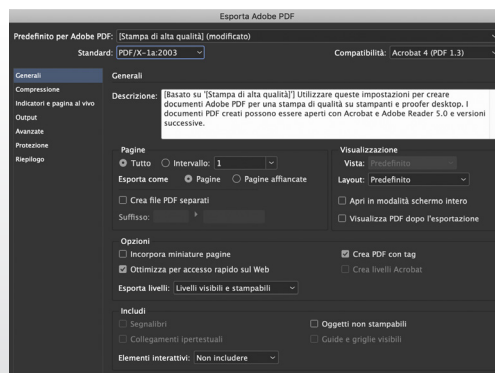 Esporta Adobe PDF
Predefinito per Adobe PDF: [Stampa di alta qualità] (modificato)
Standard: PDF/X-1a:2003 Compatibilità: Acrobat 4 (PDF 1.3)
Generali
Compressione
Indicatori e pagina al vivo
Output
Avanzate
Protezione
Riepilogo
Generali
Descrizione: [Basato su '[Stampa di alta qualità]'] Utilizzare queste impostazioni per creare
documenti Adobe PDF per una stampa di qualità su stampanti e proofer desktop. I
documenti PDF creati possono essere aperti con Acrobat e Adobe Reader 5.0 e versioni
successive.
Pagine
Tutto Intervallo: 1
Esporta come Pagine Pagine affiancate
Crea file PDF separati
Suffisso:
Visualizzazione
Vista: Predefinito
Layout: Predefinito
Apri in modalità schermo intero
Visualizza PDF dopo l'esportazione
Opzioni
Incorpora miniature pagine Crea PDF con tag
Ottimizza per accesso rapido sul Web Crea livelli Acrobat
Esporta livelli: Livelli visibili e stampabili
Includi
Segnalibri Oggetti non stampabili
Collegamenti ipertestuali Guide e griglie visibili
Elementi interattivi: Non includere